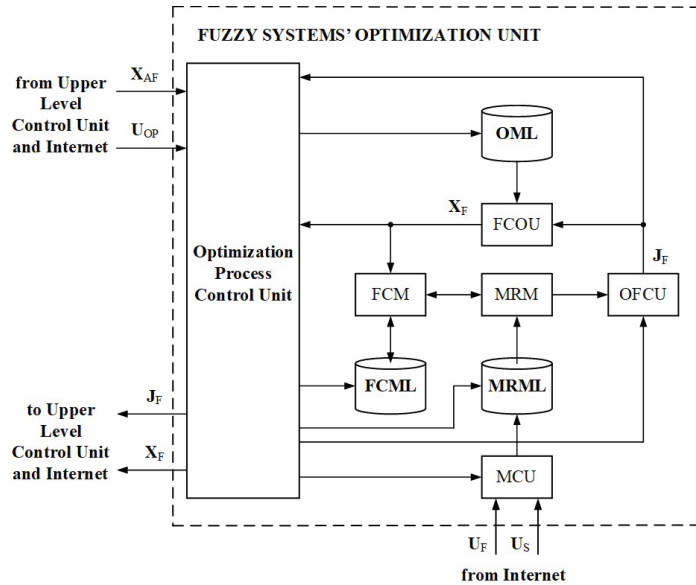 FUZZY SYSTEMS’ OPTIMIZATION UNIT
X_AF
from Upper
Level
Control Unit
and Internet
U_OP
OML
X_F
FCOU
J_F
Optimization
Process
Control Unit
FCM
MRM
OFCU
FCML
MRML
J_F
to Upper
Level
Control Unit
and Internet
X_F
MCU
U_F
U_S
from Internet